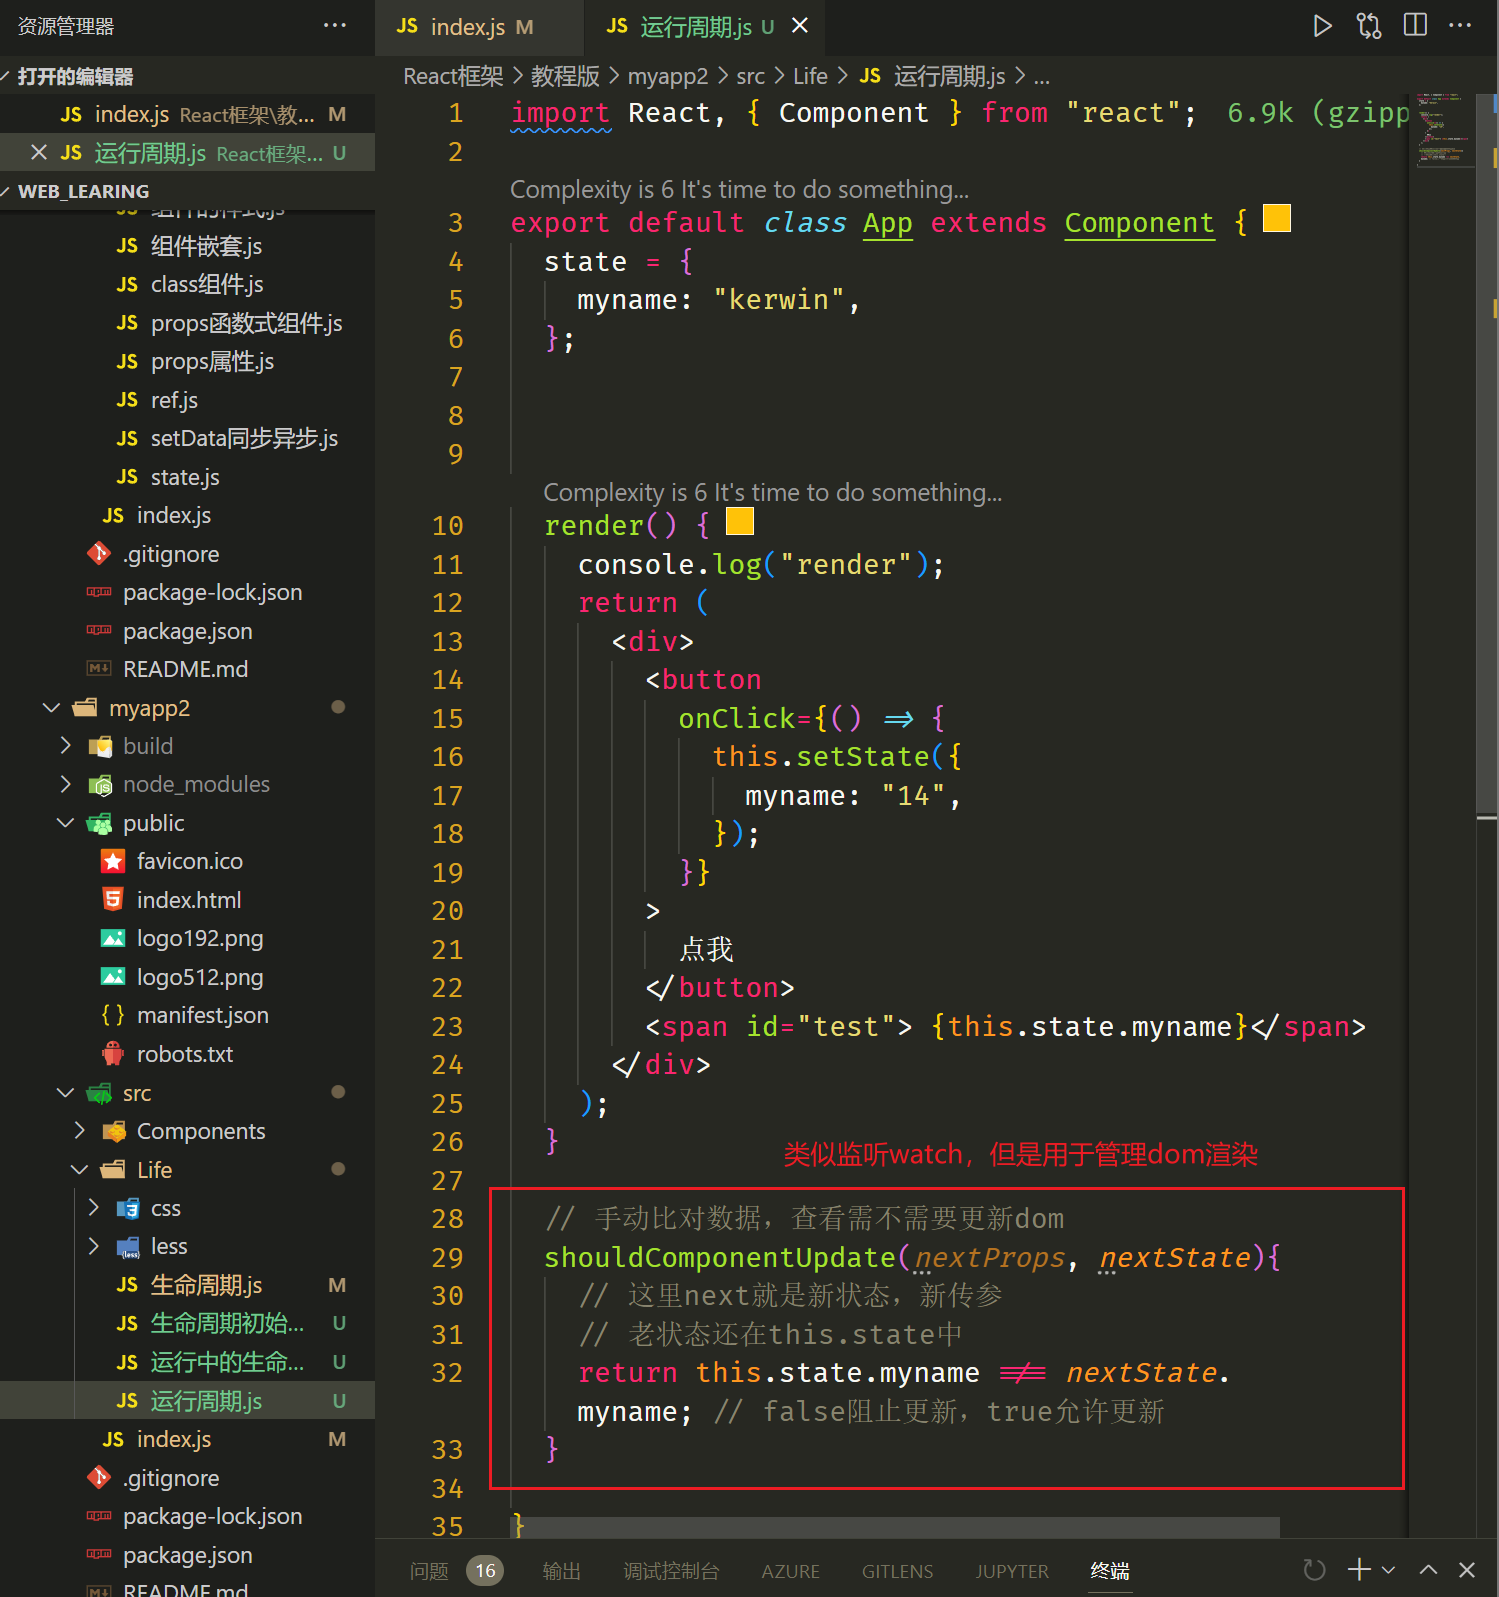 资源管理器
打开的编辑器
JS index.js React框架\教... M
JS 运行周期.js React框架... U
WEB_LEARING
JS 组件的样式.js
JS 组件嵌套.js
JS class组件.js
JS props函数式组件.js
JS props属性.js
JS ref.js
JS setData同步异步.js
JS state.js
JS index.js
.gitignore
package-lock.json
package.json
README.md
myapp2
build
node_modules
public
favicon.ico
index.html
logo192.png
logo512.png
{} manifest.json
robots.txt
src
Components
Life
css
less
JS 生命周期.js M
JS 生命周期初始... U
JS 运行中的生命... U
JS 运行周期.js U
JS index.js M
.gitignore
package-lock.json
package.json
README.md
JS index.js M
JS 运行周期.js U
React框架 > 教程版 > myapp2 > src > Life > JS 运行周期.js > ...
1 import React, { Component } from "react"; 6.9k (gzipp
2
Complexity is 6 It's time to do something...
3 export default class App extends Component {
4 state = {
5 myname: "kerwin",
6 };
7
8
9
Complexity is 6 It's time to do something...
10 render() {
11 console.log("render");
12 return (
13 <div>
14 <button
15 onClick={() => {
16 this.setState({
17 myname: "14",
18 });
19 }}
20 >
21 点我
22 </button>
23 <span id="test"> {this.state.myname}</span>
24 </div>
25 );
26 }
类似监听watch，但是用于管理dom渲染
27
28 // 手动比对数据，查看需不需要更新dom
29 shouldComponentUpdate(nextProps, nextState){
30 // 这里next就是新状态，新传参
31 // 老状态还在this.state中
32 return this.state.myname !== nextState.
myname; // false阻止更新，true允许更新
33 }
34
35 }
问题 16 输出 调试控制台 AZURE GITLENS JUPYTER 终端